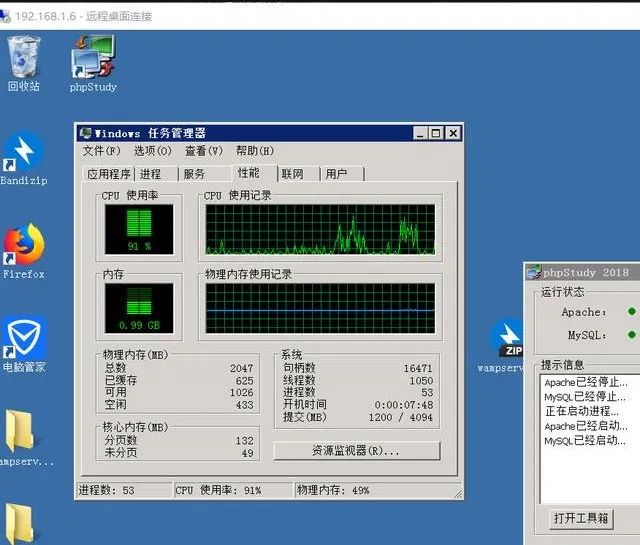 192.168.1.6 - 远程桌面连接
回收站
phpStudy
Bandizip
Firefox
电脑管家
ampserv...
Windows 任务管理器
文件(F) 选项(O) 查看(V) 帮助(H)
应用程序 进程 服务 性能 联网 用户
CPU 使用率
CPU 使用记录
91 %
内存
物理内存使用记录
0.99 GB
物理内存(MB)
总数 2047
已缓存 625
可用 1026
空闲 433
核心内存(MB)
分页数 132
未分页 49
系统
句柄数 16471
线程数 1050
进程数 53
开机时间 0:00:07:48
提交(MB) 1200 / 4094
资源监视器(R)...
进程数: 53 CPU 使用率: 91% 物理内存: 49%
ZIP
wampserv
phpStudy 2018
运行状态
Apache:
MySQL:
提示信息
Apache已经停止...
MySQL已经停止...
正在启动进程...
Apache已经启动...
MySQL已经启动...
打开工具箱